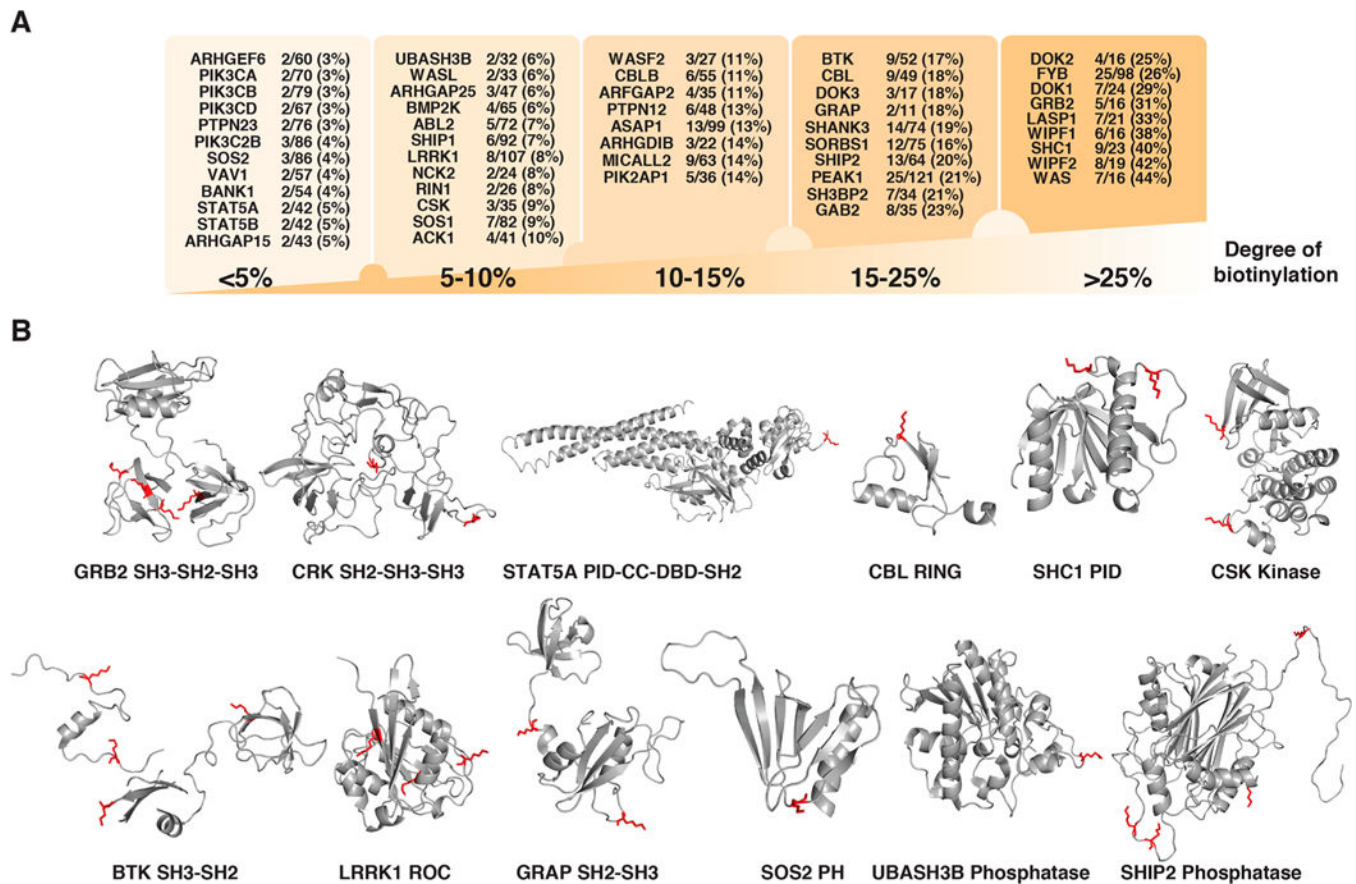 A
ARHGEF6 2/60 (3%)
PIK3CA 2/70 (3%)
PIK3CB 2/79 (3%)
PIK3CD 2/67 (3%)
PTPN23 2/76 (3%)
PIK3C2B 3/86 (4%)
SOS2 3/86 (4%)
VAV1 2/57 (4%)
BANK1 2/54 (4%)
STAT5A 2/42 (5%)
STAT5B 2/42 (5%)
ARHGAP15 2/43 (5%)
<5%
UBASH3B 2/32 (6%)
WASL 2/33 (6%)
ARHGAP25 3/47 (6%)
BMP2K 4/65 (6%)
ABL2 5/72 (7%)
SHIP1 6/92 (7%)
LRRK1 8/107 (8%)
NCK2 2/24 (8%)
RIN1 2/26 (8%)
CSK 3/35 (9%)
SOS1 7/82 (9%)
ACK1 4/41 (10%)
5-10%
WASF2 3/27 (11%)
CBLB 6/55 (11%)
ARFGAP2 4/35 (11%)
PTPN12 6/48 (13%)
ASAP1 13/99 (13%)
ARHGDIB 3/22 (14%)
MICALL2 9/63 (14%)
PIK2AP1 5/36 (14%)
10-15%
BTK 9/52 (17%)
CBL 9/49 (18%)
DOK3 3/17 (18%)
GRAP 2/11 (18%)
SHANK3 14/74 (19%)
SORBS1 12/75 (16%)
SHIP2 13/64 (20%)
PEAK1 25/121 (21%)
SH3BP2 7/34 (21%)
GAB2 8/35 (23%)
15-25%
DOK2 4/16 (25%)
FYB 25/98 (26%)
DOK1 7/24 (29%)
GRB2 5/16 (31%)
LASP1 7/21 (33%)
WIPF1 6/16 (38%)
SHC1 9/23 (40%)
WIPF2 8/19 (42%)
WAS 7/16 (44%)
>25%
Degree of
biotinylation
B
GRB2 SH3-SH2-SH3
CRK SH2-SH3-SH3
STAT5A PID-CC-DBD-SH2
CBL RING
SHC1 PID
CSK Kinase
BTK SH3-SH2
LRRK1 ROC
GRAP SH2-SH3
SOS2 PH
UBASH3B Phosphatase
SHIP2 Phosphatase